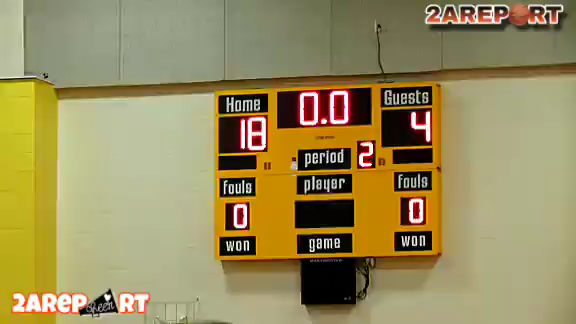 2AREPORT
Home 0.0 Guests
18 4
period 2
fouls player fouls
0 0
won game won
2AREPORT